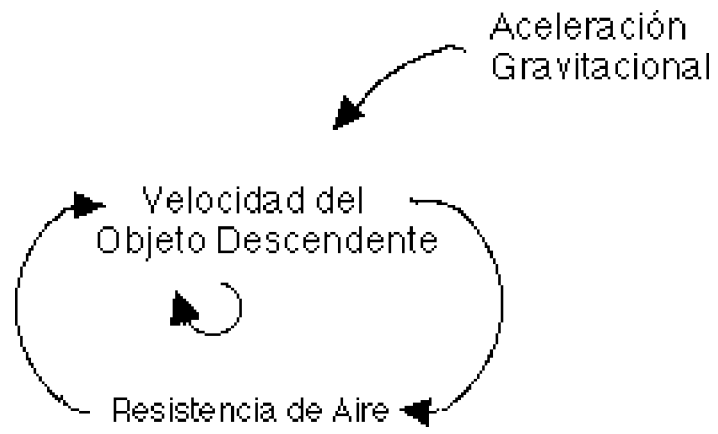 Aceleración
Gravitacional
Velocidad del
Objeto Descendente
Resistencia de Aire